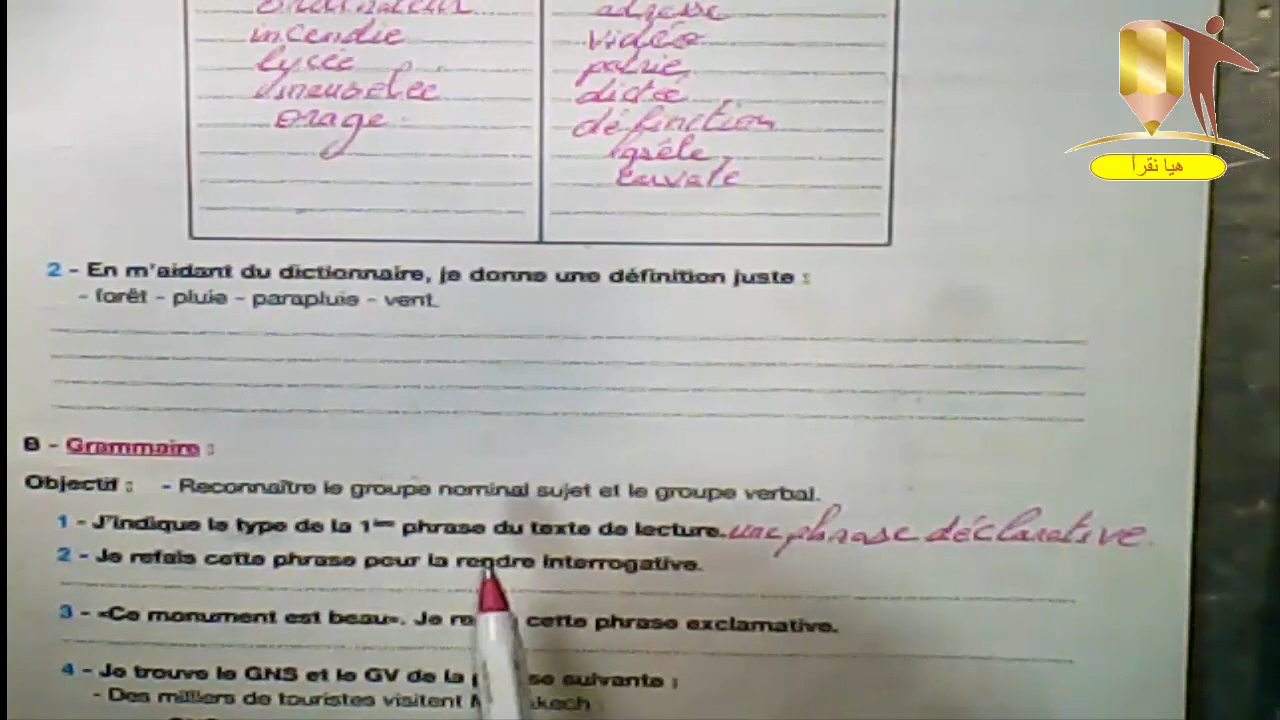 adresse
incendie vidéo
lycée patrie
dictée
orage définition
grêle
2 - En m'aidant du dictionnaire, je donne une définition juste :
- forêt - pluie - parapluie - vent.
B - Grammaire :
Objectif : - Reconnaître le groupe nominal sujet et le groupe verbal.
1 - J'indique le type de la 1ère phrase du texte de lecture. une phrase déclarative.
2 - Je refais cette phrase pour la rendre interrogative.
3 - «Ce monument est beau». Je cette phrase exclamative.
4 - Je trouve le GNS et le GV de la suivante :
- Des milliers de touristes visitent
هيا نقرأ